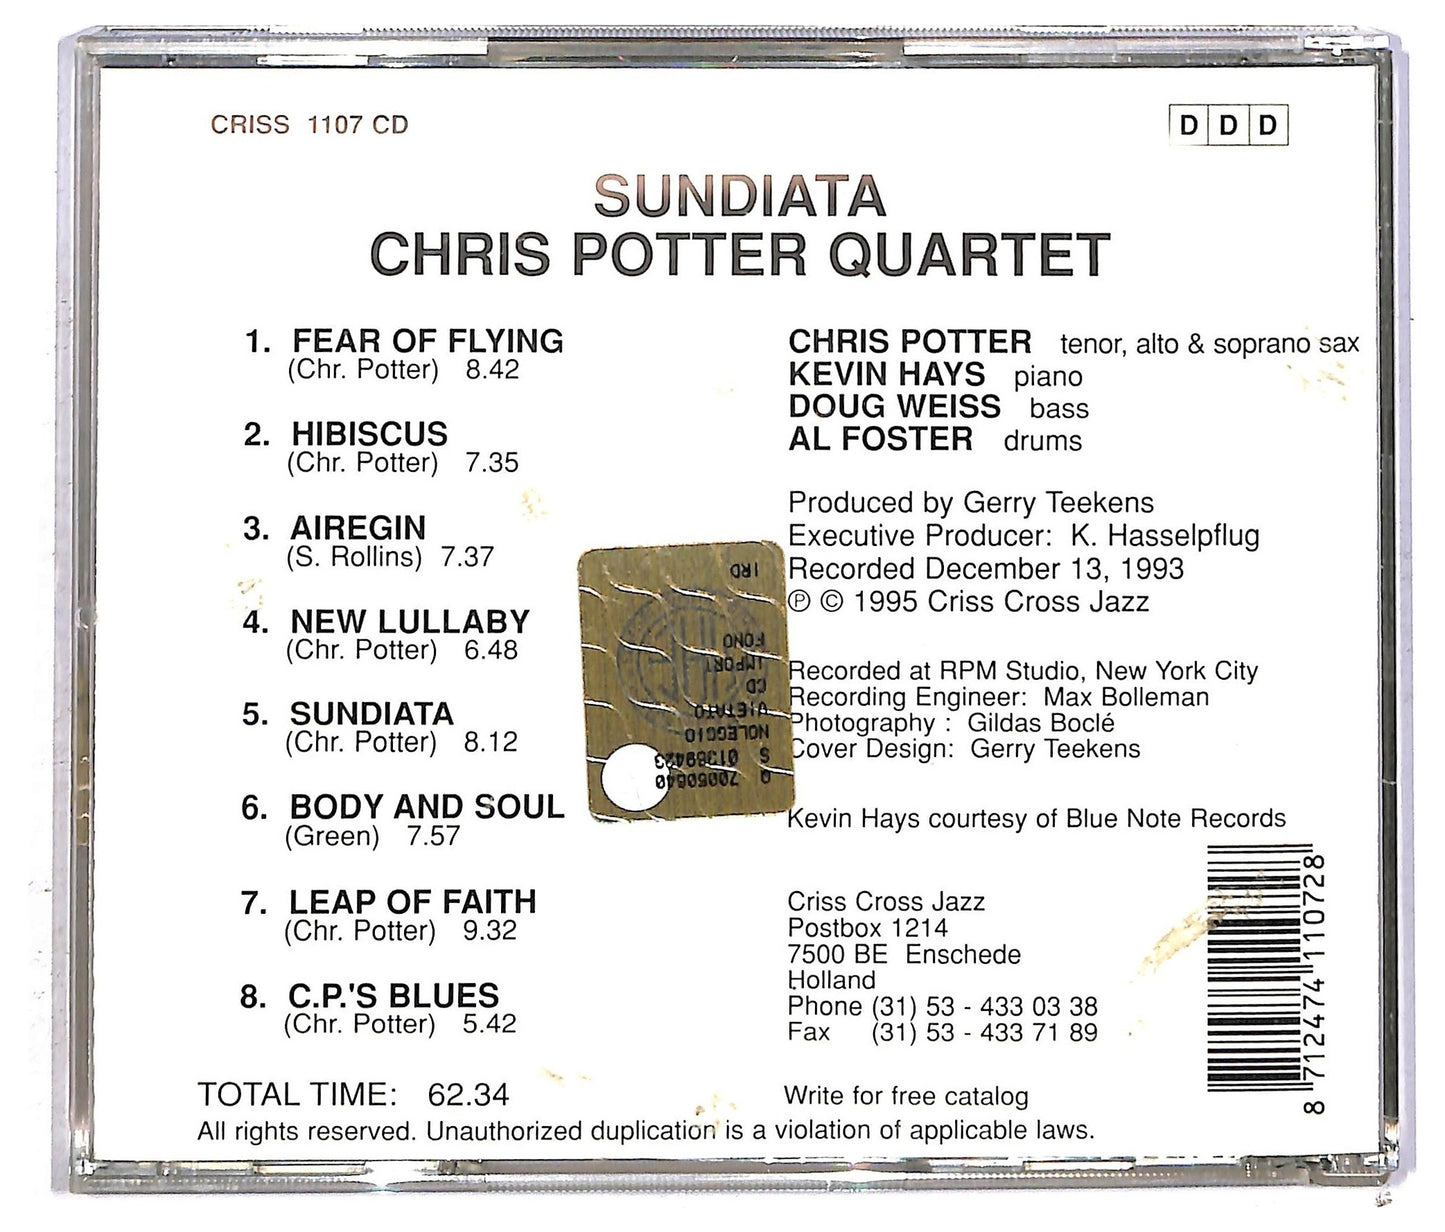 CRISS 1107 CD
D D D
SUNDIATA
CHRIS POTTER QUARTET
1. FEAR OF FLYING
(Chr. Potter) 8.42
2. HIBISCUS
(Chr. Potter) 7.35
3. AIREGIN
(S. Rollins) 7.37
4. NEW LULLABY
(Chr. Potter) 6.48
5. SUNDIATA
(Chr. Potter) 8.12
6. BODY AND SOUL
(Green) 7.57
7. LEAP OF FAITH
(Chr. Potter) 9.32
8. C.P.'S BLUES
(Chr. Potter) 5.42
TOTAL TIME: 62.34
CHRIS POTTER tenor, alto & soprano sax
KEVIN HAYS piano
DOUG WEISS bass
AL FOSTER drums
Produced by Gerry Teekens
Executive Producer: K. Hasselpflug
Recorded December 13, 1993
℗ © 1995 Criss Cross Jazz
Recorded at RPM Studio, New York City
Recording Engineer: Max Bolleman
Photography : Gildas Boclé
Cover Design: Gerry Teekens
Kevin Hays courtesy of Blue Note Records
Criss Cross Jazz
Postbox 1214
7500 BE Enschede
Holland
Phone (31) 53 - 433 03 38
Fax (31) 53 - 433 71 89
Write for free catalog
All rights reserved. Unauthorized duplication is a violation of applicable laws.
8 712474 110728
Q 70050640
S
NOLEGGIO
VIETATO
CD
IMPORT
FONO
IRD